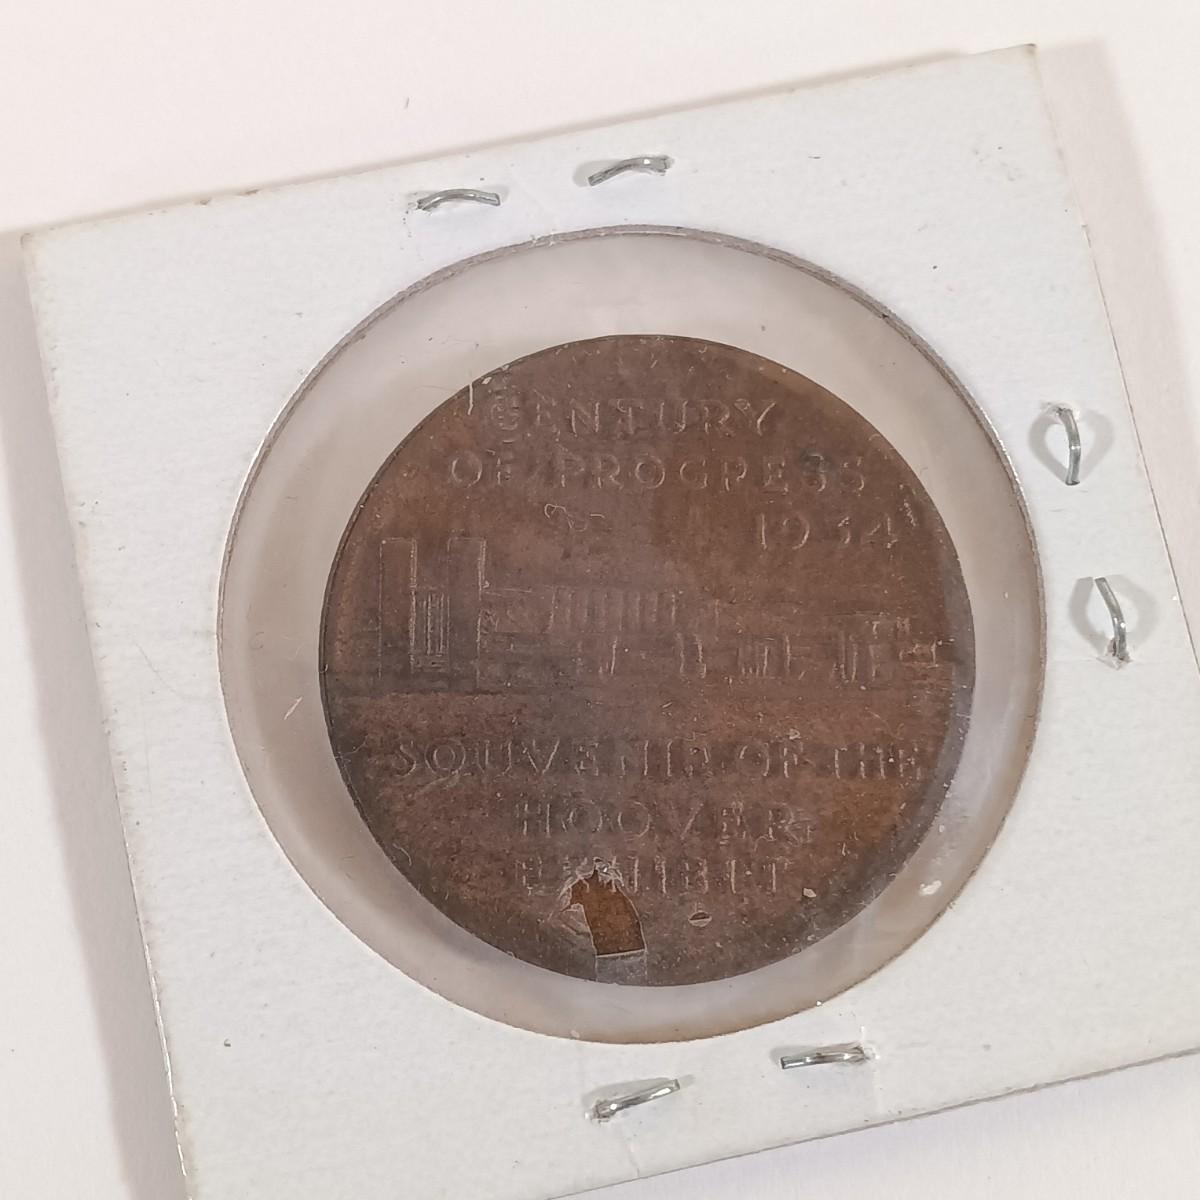 CENTURY
OF PROGRESS
1934
SOUVENIR OF THE
HOOVER
EXHIBIT